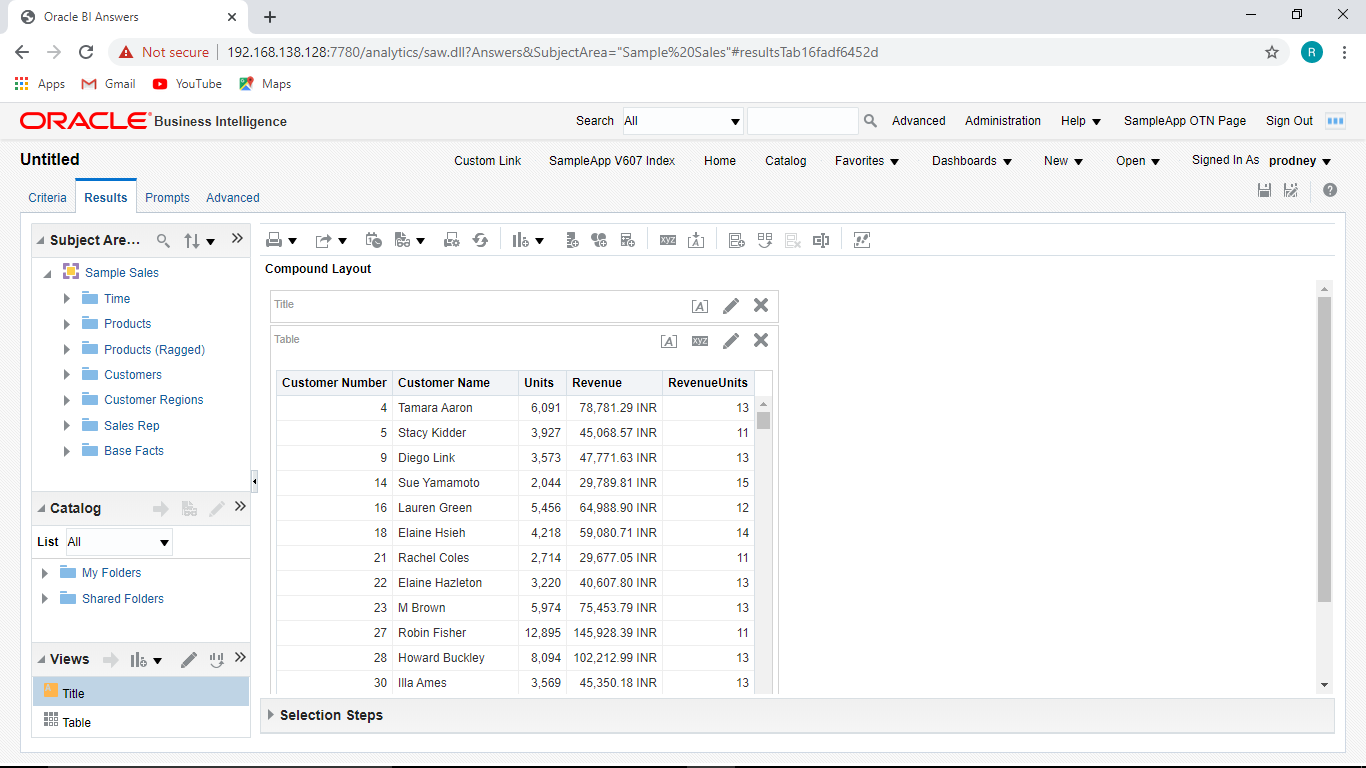 Oracle BI Answers
Not secure 192.168.138.128:7780/analytics/saw.dll?Answers&SubjectArea="Sample%20Sales"#resultsTab16fadf6452d R
Apps Gmail YouTube Maps
ORACLE Business Intelligence Search All Advanced Administration Help SampleApp OTN Page Sign Out
Untitled Custom Link SampleApp V607 Index Home Catalog Favorites Dashboards New Open Signed In As prodney
Criteria Results Prompts Advanced
Subject Are...
Sample Sales
Time
Products
Products (Ragged)
Customers
Customer Regions
Sales Rep
Base Facts
Catalog
List All
My Folders
Shared Folders
Views
Title
Table
xyz A
Compound Layout
Title A
Table A xyz
Customer Number Customer Name Units Revenue RevenueUnits
4 Tamara Aaron 6,091 78,781.29 INR 13
5 Stacy Kidder 3,927 45,068.57 INR 11
9 Diego Link 3,573 47,771.63 INR 13
14 Sue Yamamoto 2,044 29,789.81 INR 15
16 Lauren Green 5,456 64,988.90 INR 12
18 Elaine Hsieh 4,218 59,080.71 INR 14
21 Rachel Coles 2,714 29,677.05 INR 11
22 Elaine Hazleton 3,220 40,607.80 INR 13
23 M Brown 5,974 75,453.79 INR 13
27 Robin Fisher 12,895 145,928.39 INR 11
28 Howard Buckley 8,094 102,212.99 INR 13
30 Illa Ames 3,569 45,350.18 INR 13
Selection Steps